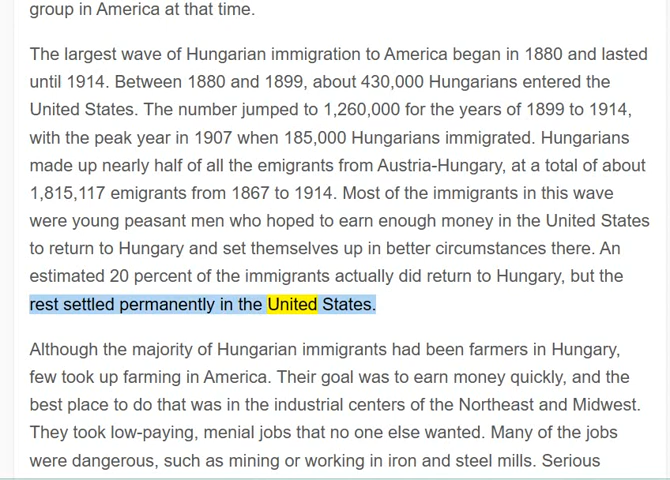 group in America at that time.
The largest wave of Hungarian immigration to America began in 1880 and lasted
until 1914. Between 1880 and 1899, about 430,000 Hungarians entered the
United States. The number jumped to 1,260,000 for the years of 1899 to 1914,
with the peak year in 1907 when 185,000 Hungarians immigrated. Hungarians
made up nearly half of all the emigrants from Austria-Hungary, at a total of about
1,815,117 emigrants from 1867 to 1914. Most of the immigrants in this wave
were young peasant men who hoped to earn enough money in the United States
to return to Hungary and set themselves up in better circumstances there. An
estimated 20 percent of the immigrants actually did return to Hungary, but the
rest settled permanently in the United States.
Although the majority of Hungarian immigrants had been farmers in Hungary,
few took up farming in America. Their goal was to earn money quickly, and the
best place to do that was in the industrial centers of the Northeast and Midwest.
They took low-paying, menial jobs that no one else wanted. Many of the jobs
were dangerous, such as mining or working in iron and steel mills. Serious